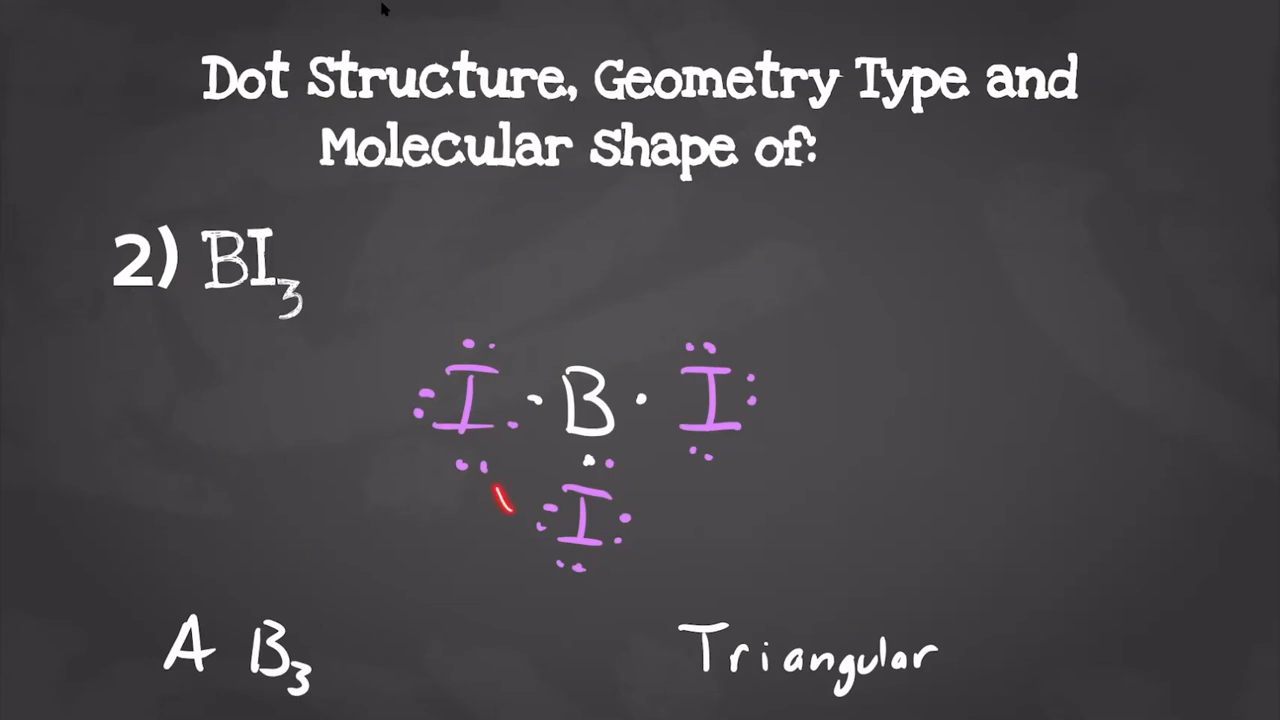 Dot Structure, Geometry Type and
Molecular shape of:
2) BI₃
I · B · I
I
A B₃
Triangular